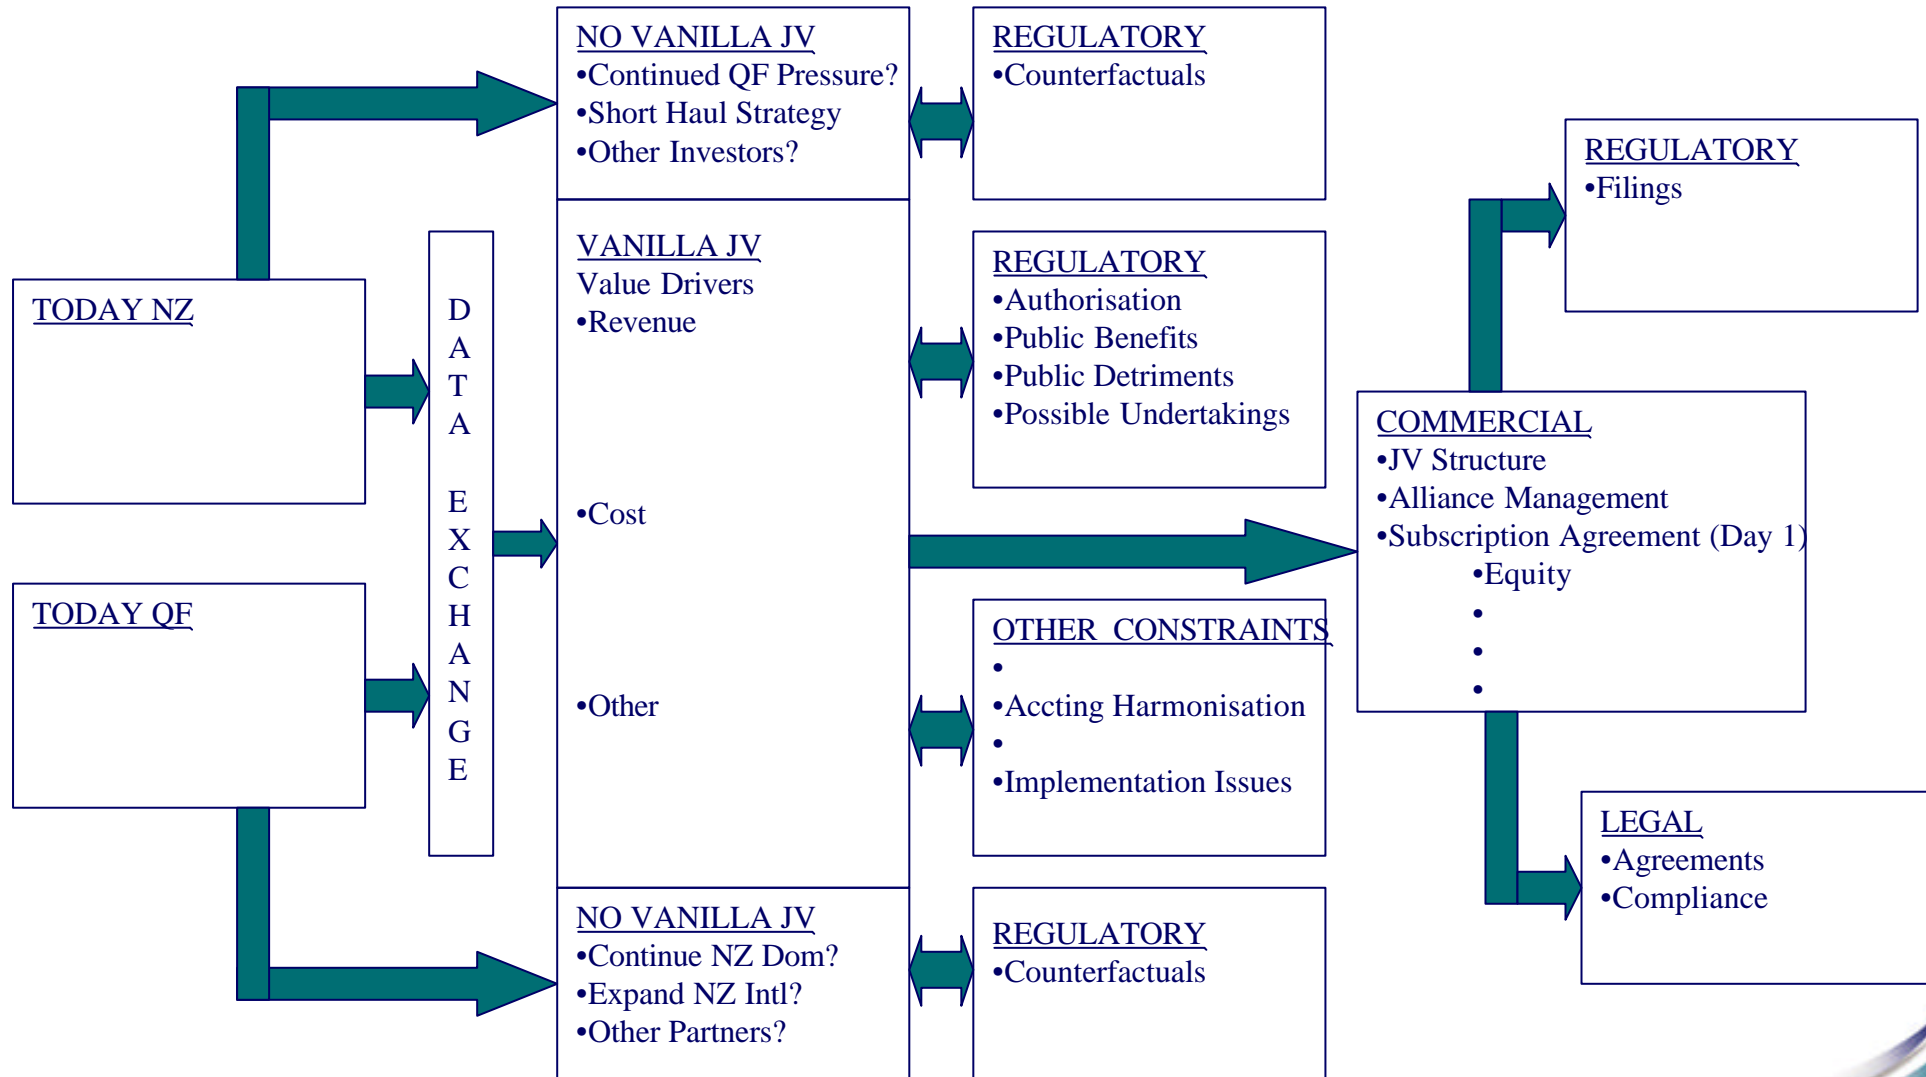 TODAY NZ
TODAY QF
DATA EXCHANGE
NO VANILLA JV
•Continued QF Pressure?
•Short Haul Strategy
•Other Investors?
VANILLA JV
Value Drivers
•Revenue
•Cost
•Other
NO VANILLA JV
•Continue NZ Dom?
•Expand NZ Intl?
•Other Partners?
REGULATORY
•Counterfactuals
REGULATORY
•Authorisation
•Public Benefits
•Public Detriments
•Possible Undertakings
OTHER CONSTRAINTS
•
•Accting Harmonisation
•
•Implementation Issues
REGULATORY
•Counterfactuals
COMMERCIAL
•JV Structure
•Alliance Management
•Subscription Agreement (Day 1)
•Equity
•
•
•
REGULATORY
•Filings
LEGAL
•Agreements
•Compliance